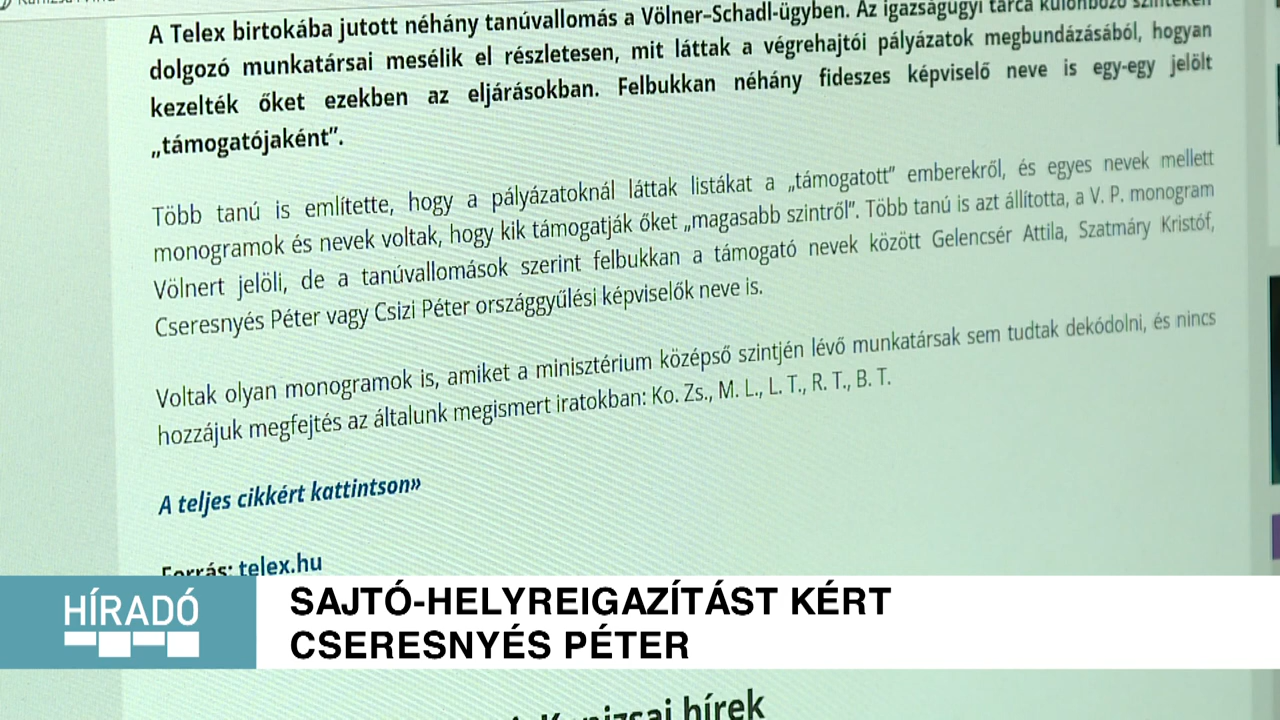 A Telex birtokába jutott néhány tanúvallomás a Völner–Schadl-ügyben. Az igazságügyi tárca különböző szinteken
dolgozó munkatársai mesélik el részletesen, mit láttak a végrehajtói pályázatok megbundázásából, hogyan
kezelték őket ezekben az eljárásokban. Felbukkan néhány fideszes képviselő neve is egy-egy jelölt
„támogatójaként”.
Több tanú is említette, hogy a pályázatoknál láttak listákat a „támogatott” emberekről, és egyes nevek mellett
monogramok és nevek voltak, hogy kik támogatják őket „magasabb szintről”. Több tanú is azt állította, a V. P. monogram
Völnert jelöli, de a tanúvallomások szerint felbukkan a támogató nevek között Gelencsér Attila, Szatmáry Kristóf,
Cseresnyés Péter vagy Csizi Péter országgyűlési képviselők neve is.
Voltak olyan monogramok is, amiket a minisztérium középső szintjén lévő munkatársak sem tudtak dekódolni, és nincs
hozzájuk megfejtés az általunk megismert iratokban: Ko. Zs., M. L., L. T., R. T., B. T.
A teljes cikkért kattintson»
Forrás: telex.hu
HÍRADÓ
SAJTÓ-HELYREIGAZÍTÁST KÉRT
CSERESNYÉS PÉTER
Kanizsai hírek